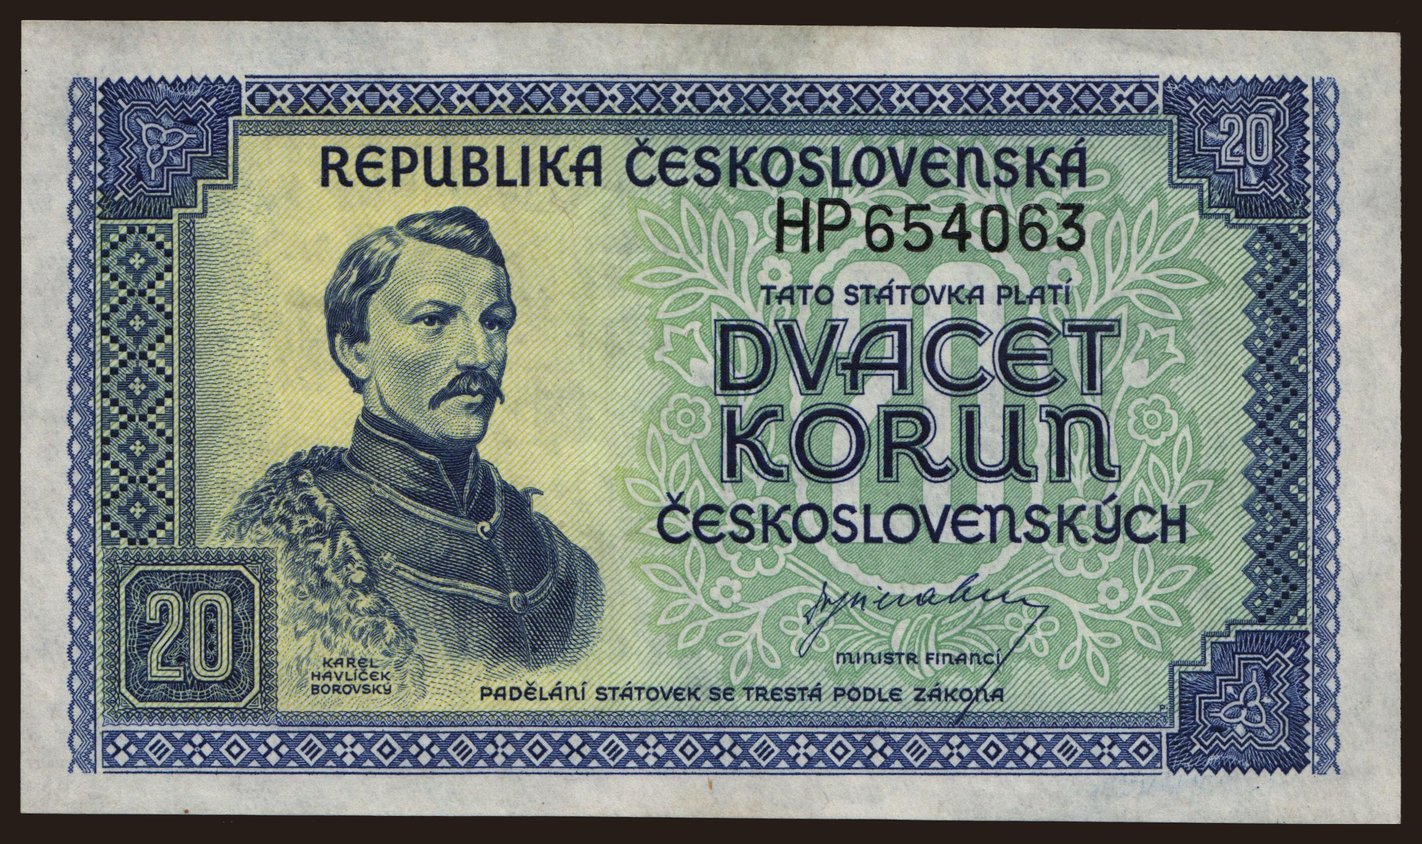 20
REPUBLIKA ČESKOSLOVENSKÁ
HP 654063
TATO STÁTOVKA PLATÍ
DVACET
KORUN
ČESKOSLOVENSKÝCH
20
MINISTR FINANCÍ
20
KAREL
HAVLÍČEK
BOROVSKÝ
PADĚLÁNÍ STÁTOVEK SE TRESTÁ PODLE ZÁKONA